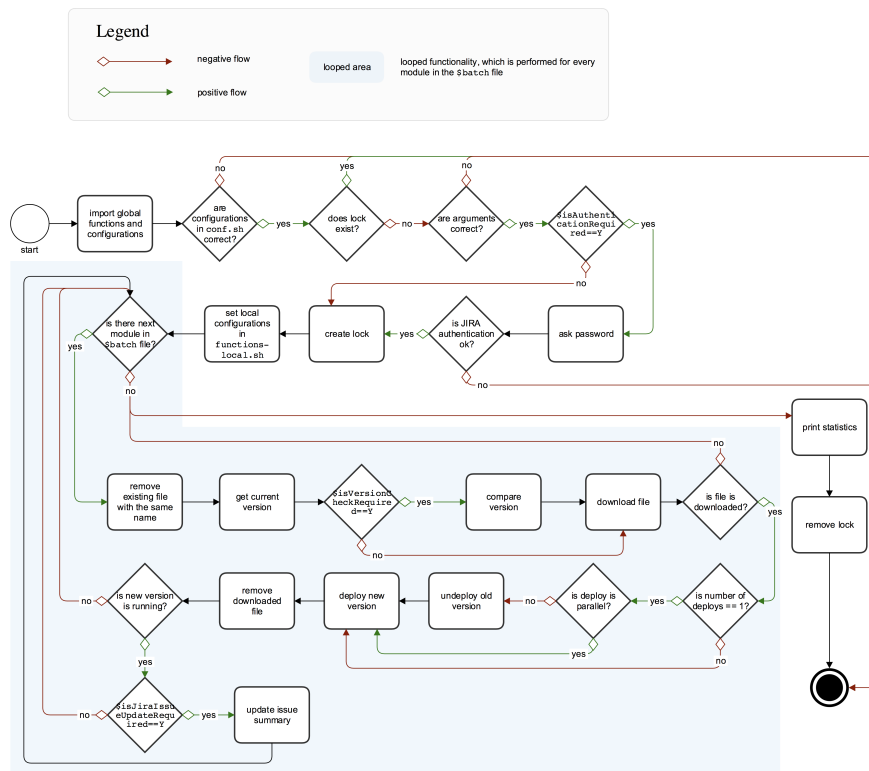 Legend
negative flow
positive flow
looped area
looped functionality, which is performed for every
module in the $batch file
no
yes
no
start
import global
functions and
configurations
are
configurations
in conf.sh
correct?
yes
does lock
exist?
no
are arguments
correct?
yes
$isAuthenti
cationRequi
red==Y
yes
no
is there next
module in
$batch file?
set local
configurations
in
functions-
local.sh
create lock
yes
is JIRA
authentication
ok?
ask password
yes
no
no
print statistics
no
remove
existing file
with the same
name
get current
version
$isVersionC
heckRequire
d==Y
yes
compare
version
download file
is file is
downloaded?
yes
remove lock
no
no
is new version
is running?
remove
downloaded
file
deploy new
version
undeploy old
version
no
is deploy is
parallel?
yes
is number of
deploys == 1?
yes
no
yes
no
$isJiraIssu
eUpdateRequ
ired==Y
yes
update issue
summary